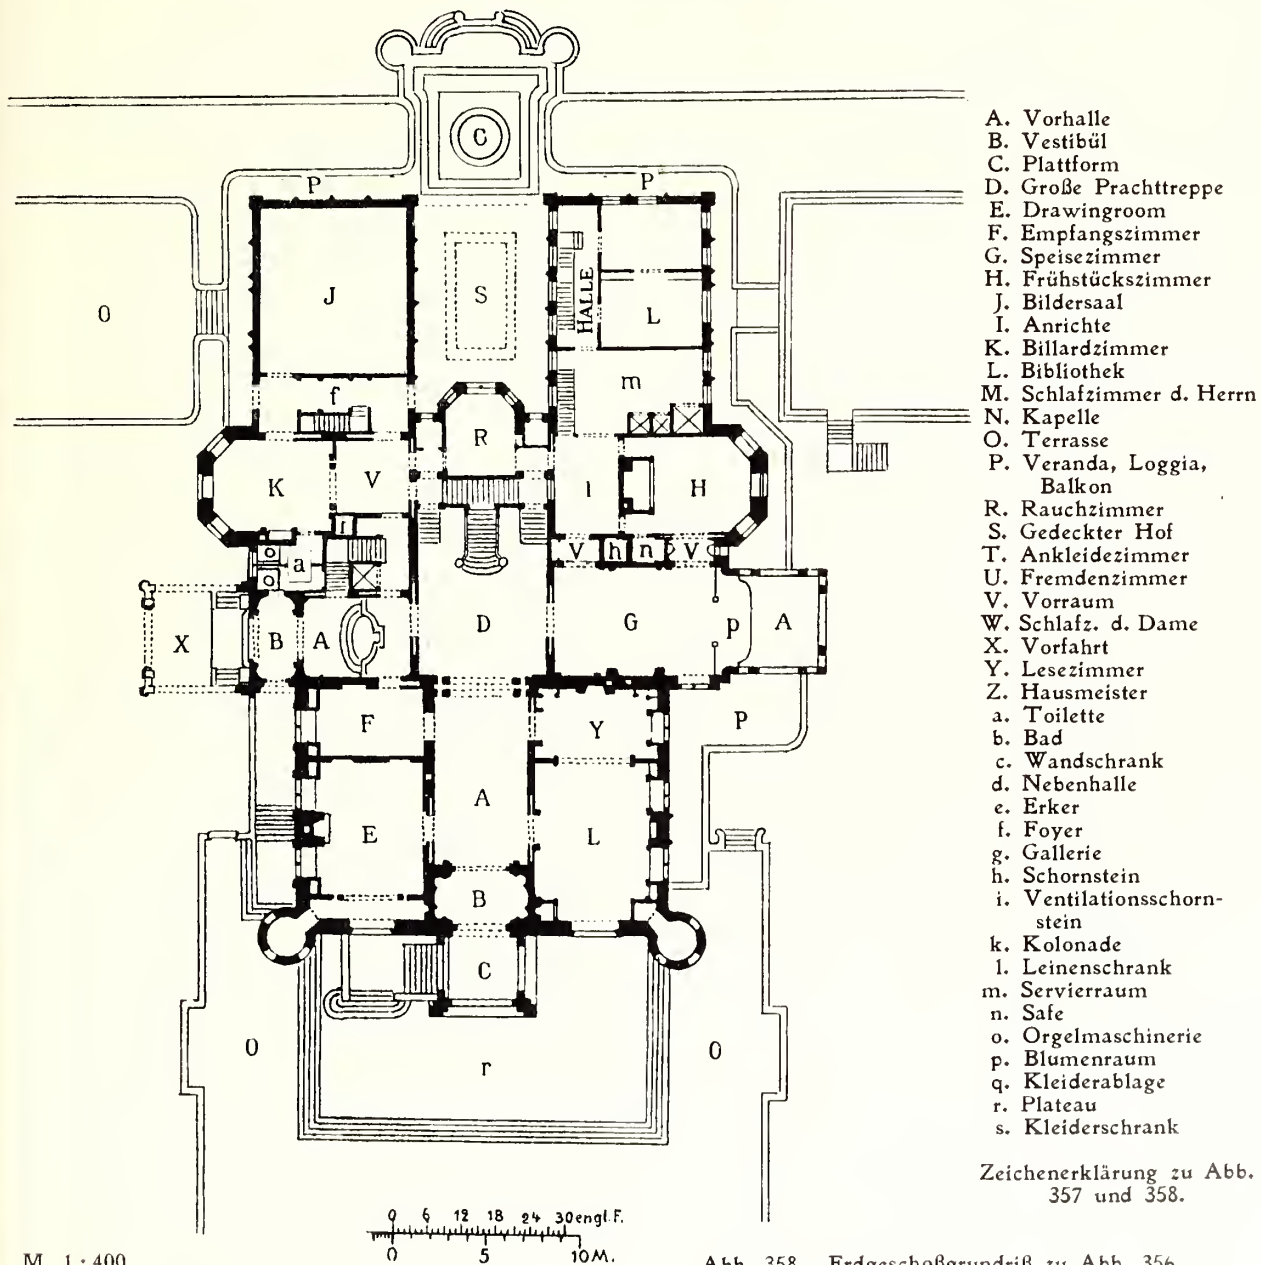 C
P P
J S HALLE L
O
f m
R
K V I H
f
a V h n V
X B A D G p A
F Y P
A
E L
B
C
O r O
A. Vorhalle
B. Vestibül
C. Plattform
D. Große Prachttreppe
E. Drawingroom
F. Empfangszimmer
G. Speisezimmer
H. Frühstückszimmer
J. Bildersaal
I. Anrichte
K. Billardzimmer
L. Bibliothek
M. Schlafzimmer d. Herrn
N. Kapelle
O. Terrasse
P. Veranda, Loggia,
Balkon
R. Rauchzimmer
S. Gedeckter Hof
T. Ankleidezimmer
U. Fremdenzimmer
V. Vorraum
W. Schlafz. d. Dame
X. Vorfahrt
Y. Lesezimmer
Z. Hausmeister
a. Toilette
b. Bad
c. Wandschrank
d. Nebenhalle
e. Erker
f. Foyer
g. Gallerie
h. Schornstein
i. Ventilationsschorn-
stein
k. Kolonade
l. Leinenschrank
m. Servierraum
n. Safe
o. Orgelmaschinerie
p. Blumenraum
q. Kleiderablage
r. Plateau
s. Kleiderschrank
Zeichenerklärung zu Abb.
357 und 358.
0 6 12 18 24 30 engl. F.
0 5 10 M.
M. 1 : 400. Abb. 358. Erdgeschoßgrundriß zu Abb. 356.